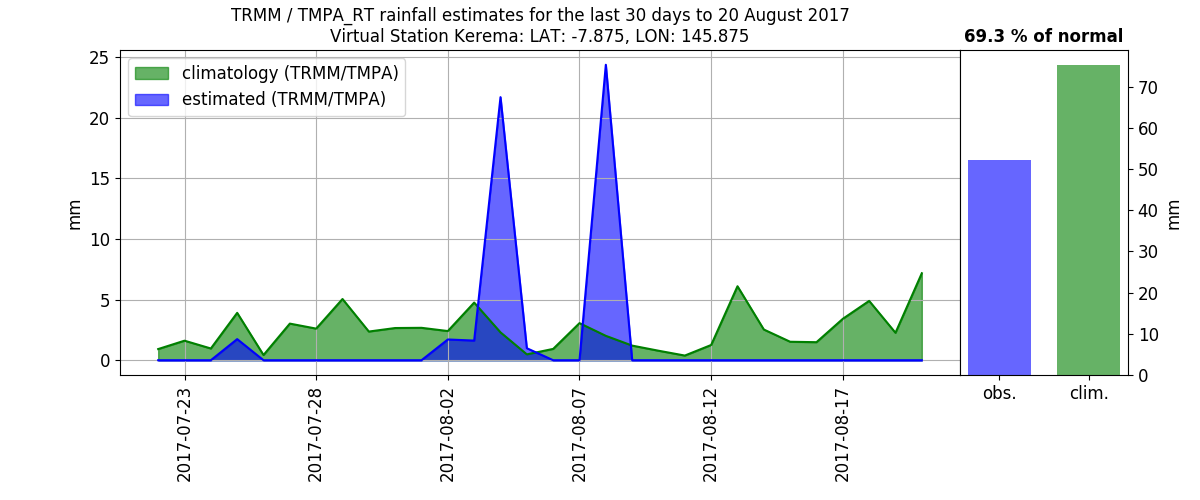 TRMM / TMPA_RT rainfall estimates for the last 30 days to 20 August 2017
Virtual Station Kerema: LAT: -7.875, LON: 145.875
69.3 % of normal
climatology (TRMM/TMPA)
estimated (TRMM/TMPA)
25
20
15
10
5
0
mm
2017-07-23
2017-07-28
2017-08-02
2017-08-07
2017-08-12
2017-08-17
70
60
50
40
30
20
10
0
mm
obs.
clim.